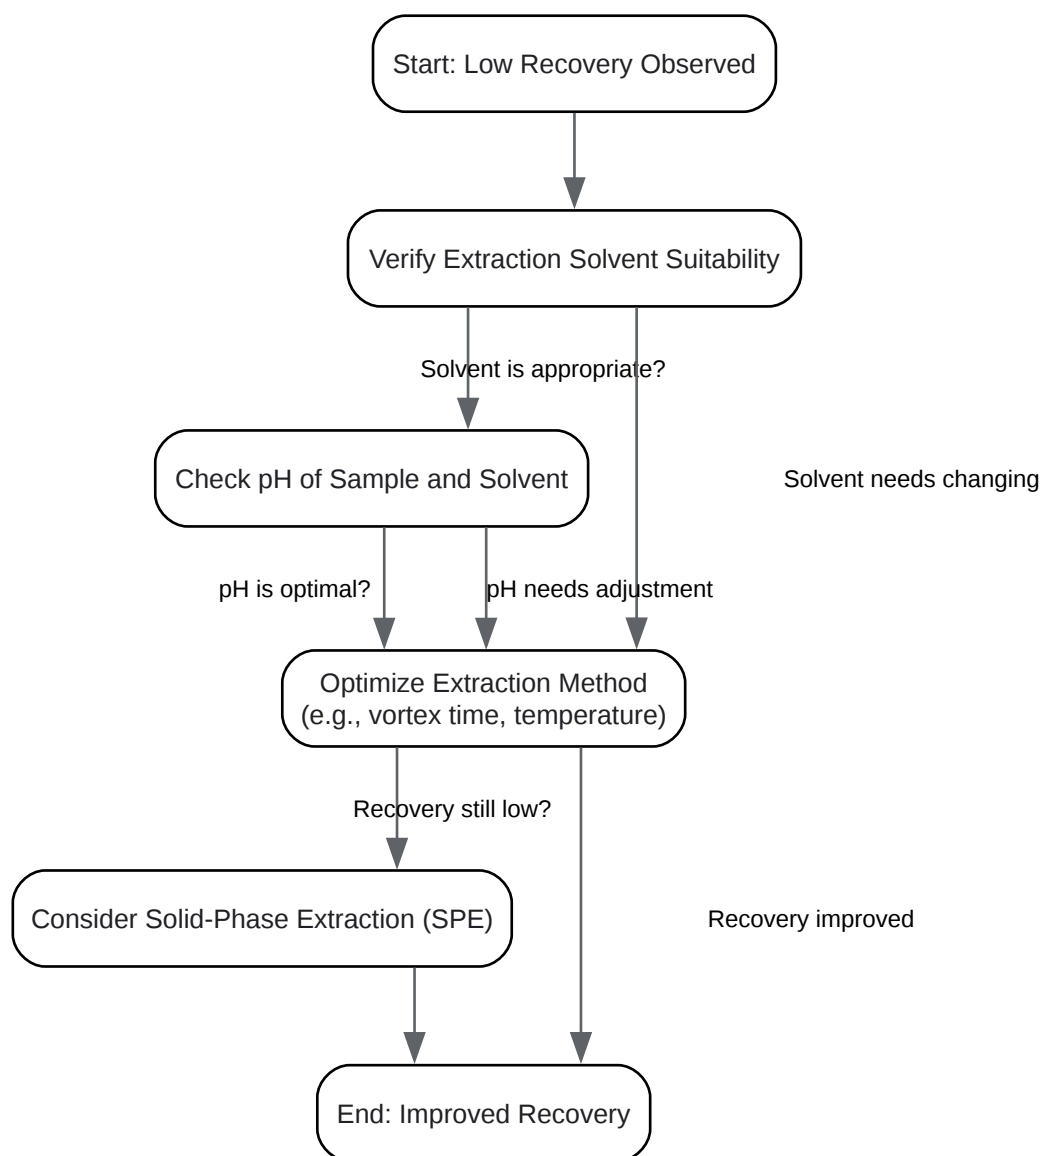 Start: Low Recovery Observed
Verify Extraction Solvent Suitability
Solvent is appropriate?
Check pH of Sample and Solvent
Solvent needs changing
pH is optimal?
pH needs adjustment
Optimize Extraction Method
(e.g., vortex time, temperature)
Recovery still low?
Consider Solid-Phase Extraction (SPE)
Recovery improved
End: Improved Recovery